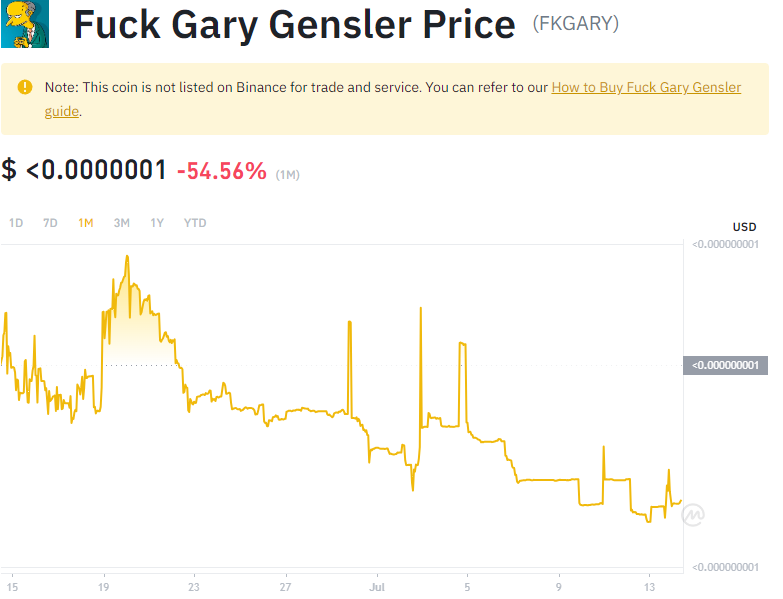 Fuck Gary Gensler Price (FKGARY)
Note: This coin is not listed on Binance for trade and service. You can refer to our How to Buy Fuck Gary Gensler
guide.
$ <0.0000001 -54.56% (1M)
1D 7D 1M 3M 1Y YTD
USD
<0.000000001
<0.000000001
<0.000000001
15 19 23 27 Jul 5 9 13